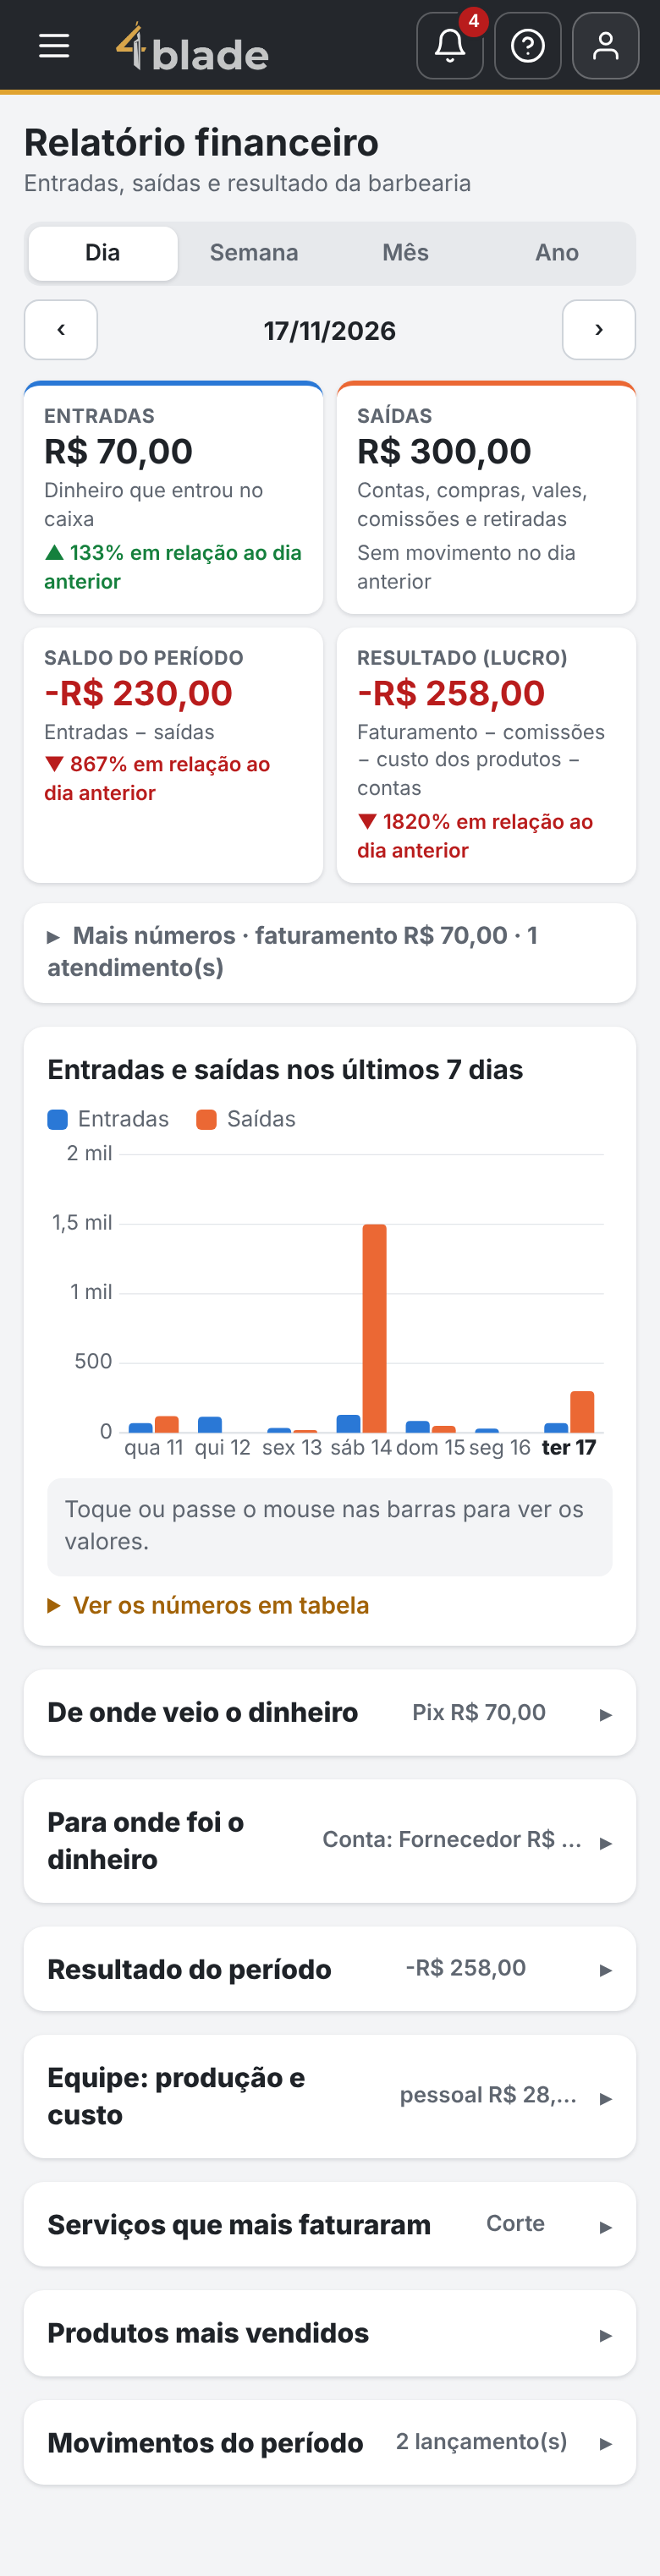 4blade
4
Relatório financeiro
Entradas, saídas e resultado da barbearia
Dia
Semana
Mês
Ano
‹
17/11/2026
›
ENTRADAS
R$ 70,00
Dinheiro que entrou no
caixa
▲ 133% em relação ao dia
anterior
SAÍDAS
R$ 300,00
Contas, compras, vales,
comissões e retiradas
Sem movimento no dia
anterior
SALDO DO PERÍODO
-R$ 230,00
Entradas − saídas
▼ 867% em relação ao
dia anterior
RESULTADO (LUCRO)
-R$ 258,00
Faturamento − comissões
− custo dos produtos −
contas
▼ 1820% em relação ao
dia anterior
▸ Mais números · faturamento R$ 70,00 · 1
atendimento(s)
Entradas e saídas nos últimos 7 dias
Entradas
Saídas
2 mil
1,5 mil
1 mil
500
0
qua 11
qui 12
sex 13
sáb 14
dom 15
seg 16
ter 17
Toque ou passe o mouse nas barras para ver os
valores.
▸ Ver os números em tabela
De onde veio o dinheiro
Pix R$ 70,00
▸
Para onde foi o
dinheiro
Conta: Fornecedor R$ ...
▸
Resultado do período
-R$ 258,00
▸
Equipe: produção e
custo
pessoal R$ 28,...
▸
Serviços que mais faturaram
Corte
▸
Produtos mais vendidos
▸
Movimentos do período
2 lançamento(s)
▸